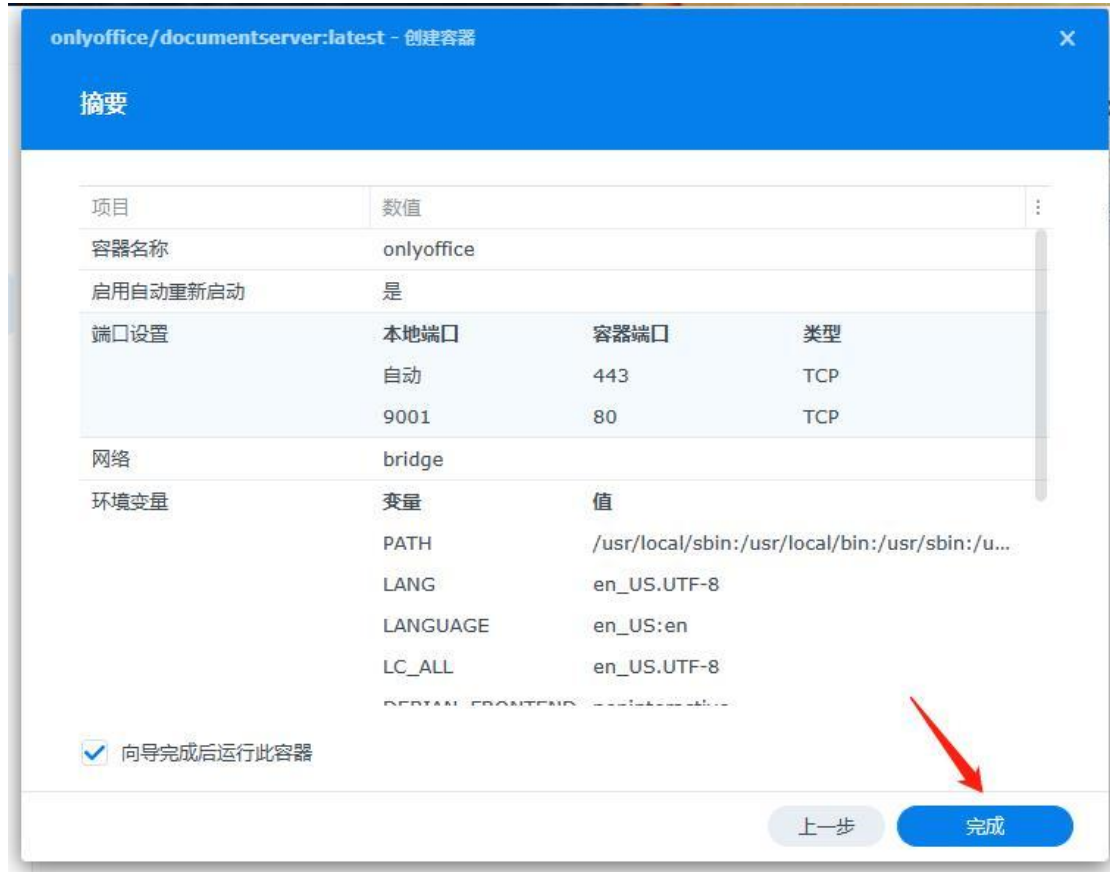 onlyoffice/documentserver:latest - 创建容器
摘要
项目 数值
容器名称 onlyoffice
启用自动重新启动 是
端口设置 本地端口 容器端口 类型
自动 443 TCP
9001 80 TCP
网络 bridge
环境变量 变量 值
PATH /usr/local/sbin:/usr/local/bin:/usr/sbin:/u...
LANG en_US.UTF-8
LANGUAGE en_US:en
LC_ALL en_US.UTF-8
DEBIAN_FRONTEND noninteractive
向导完成后运行此容器
上一步 完成